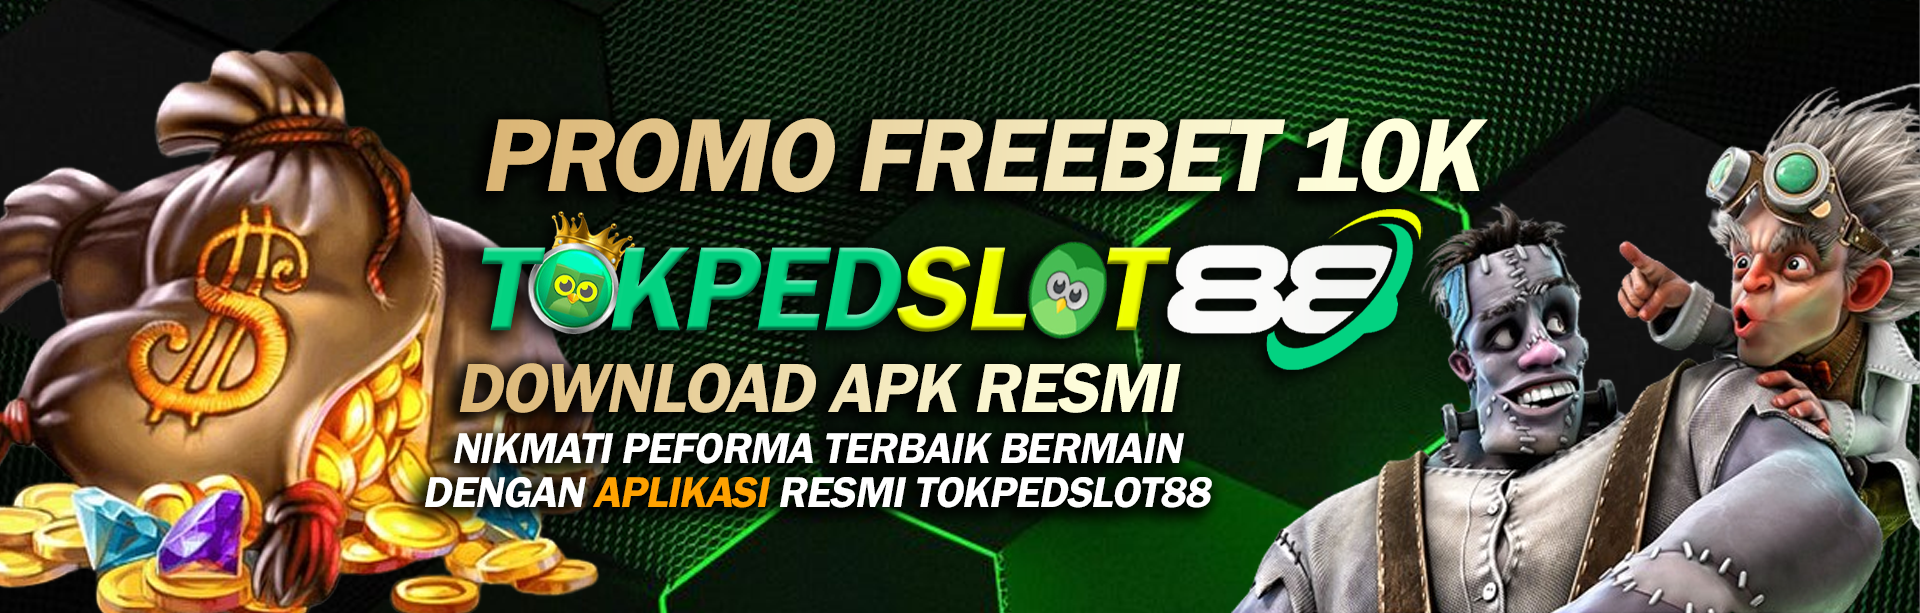 PROMO FREEBET 10K
TOKPEDSLOT88
DOWNLOAD APK RESMI
NIKMATI PEFORMA TERBAIK BERMAIN
DENGAN APLIKASI RESMI TOKPEDSLOT88